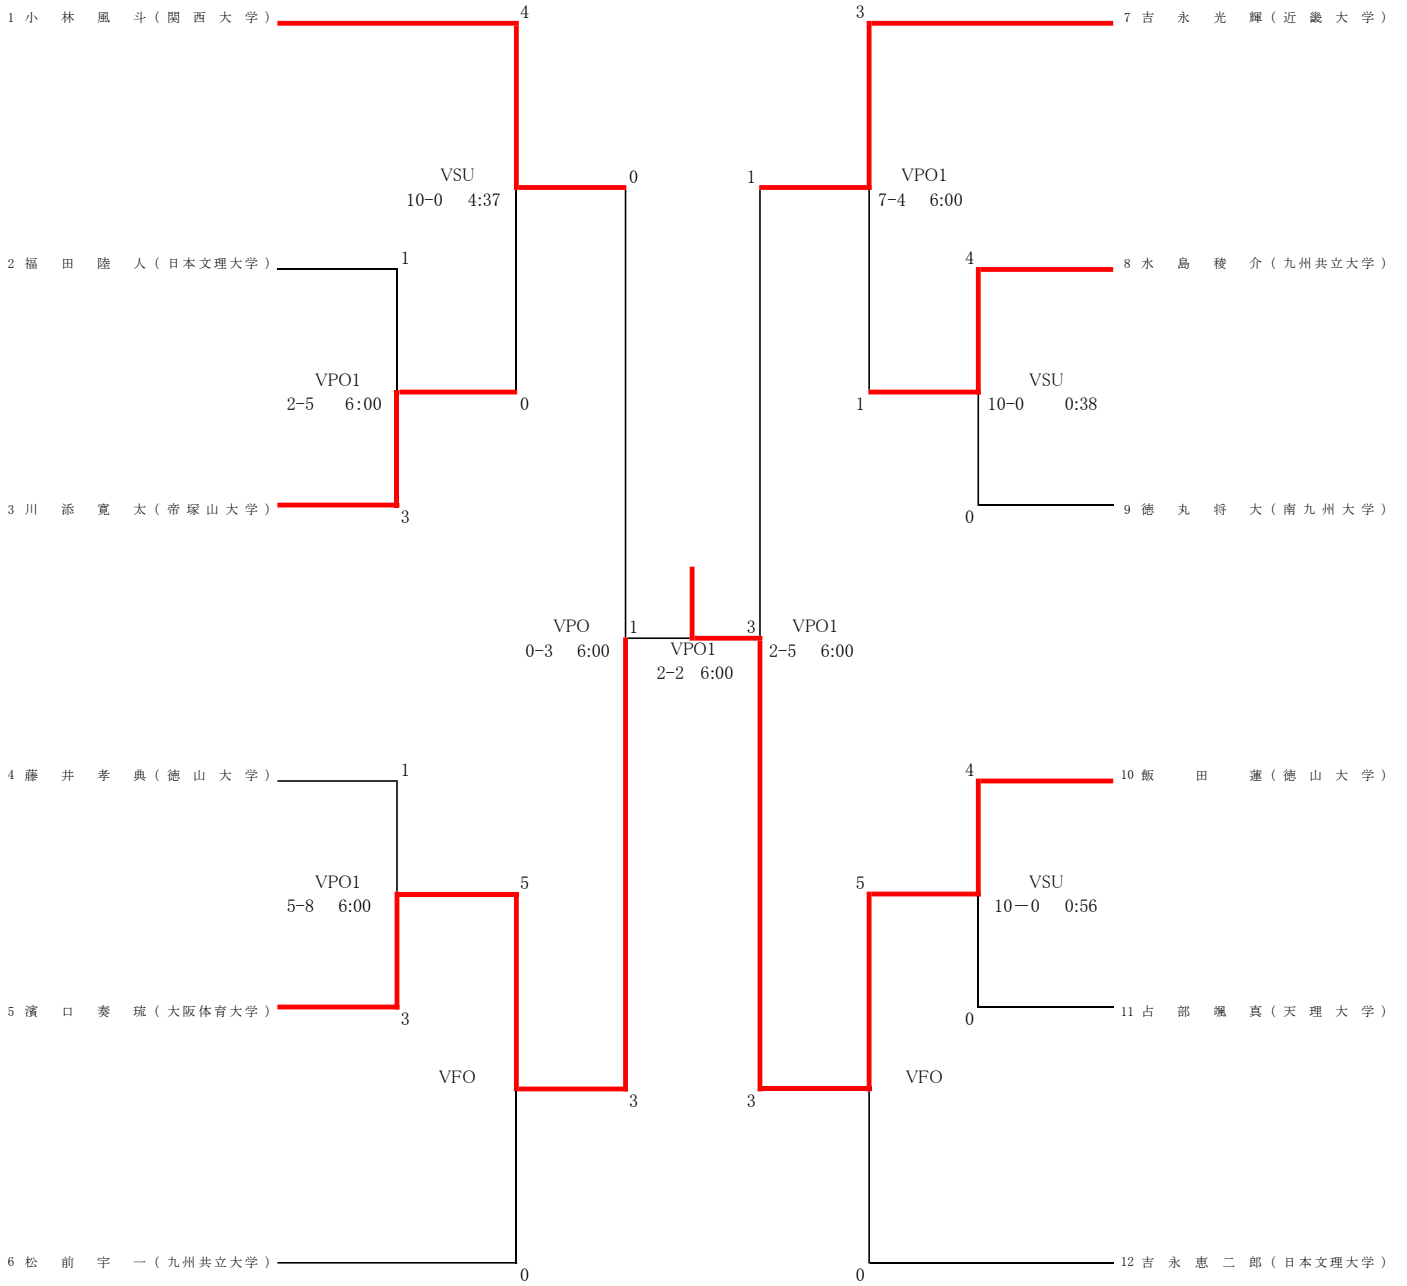 1 小林風斗(関西大学)
4
3
7 吉永光輝(近畿大学)
VSU
10-0 4:37
0
1
VPO1
7-4 6:00
2 福田陸人(日本文理大学)
1
4
8 水島稜介(九州共立大学)
VPO1
2-5 6:00
0
1
VSU
10-0 0:38
3 川添寛太(帝塚山大学)
3
0
9 徳丸将大(南九州大学)
VPO
0-3 6:00
1
VPO1
2-2 6:00
3
VPO1
2-5 6:00
4 藤井孝典(徳山大学)
1
4
10 飯田蓮(徳山大学)
VPO1
5-8 6:00
5
5
VSU
10－0 0:56
5 濱口奏琉(大阪体育大学)
3
0
11 占部颯真(天理大学)
VFO
3
3
VFO
6 松前宇一(九州共立大学)
0
0
12 吉永恵二郎(日本文理大学)